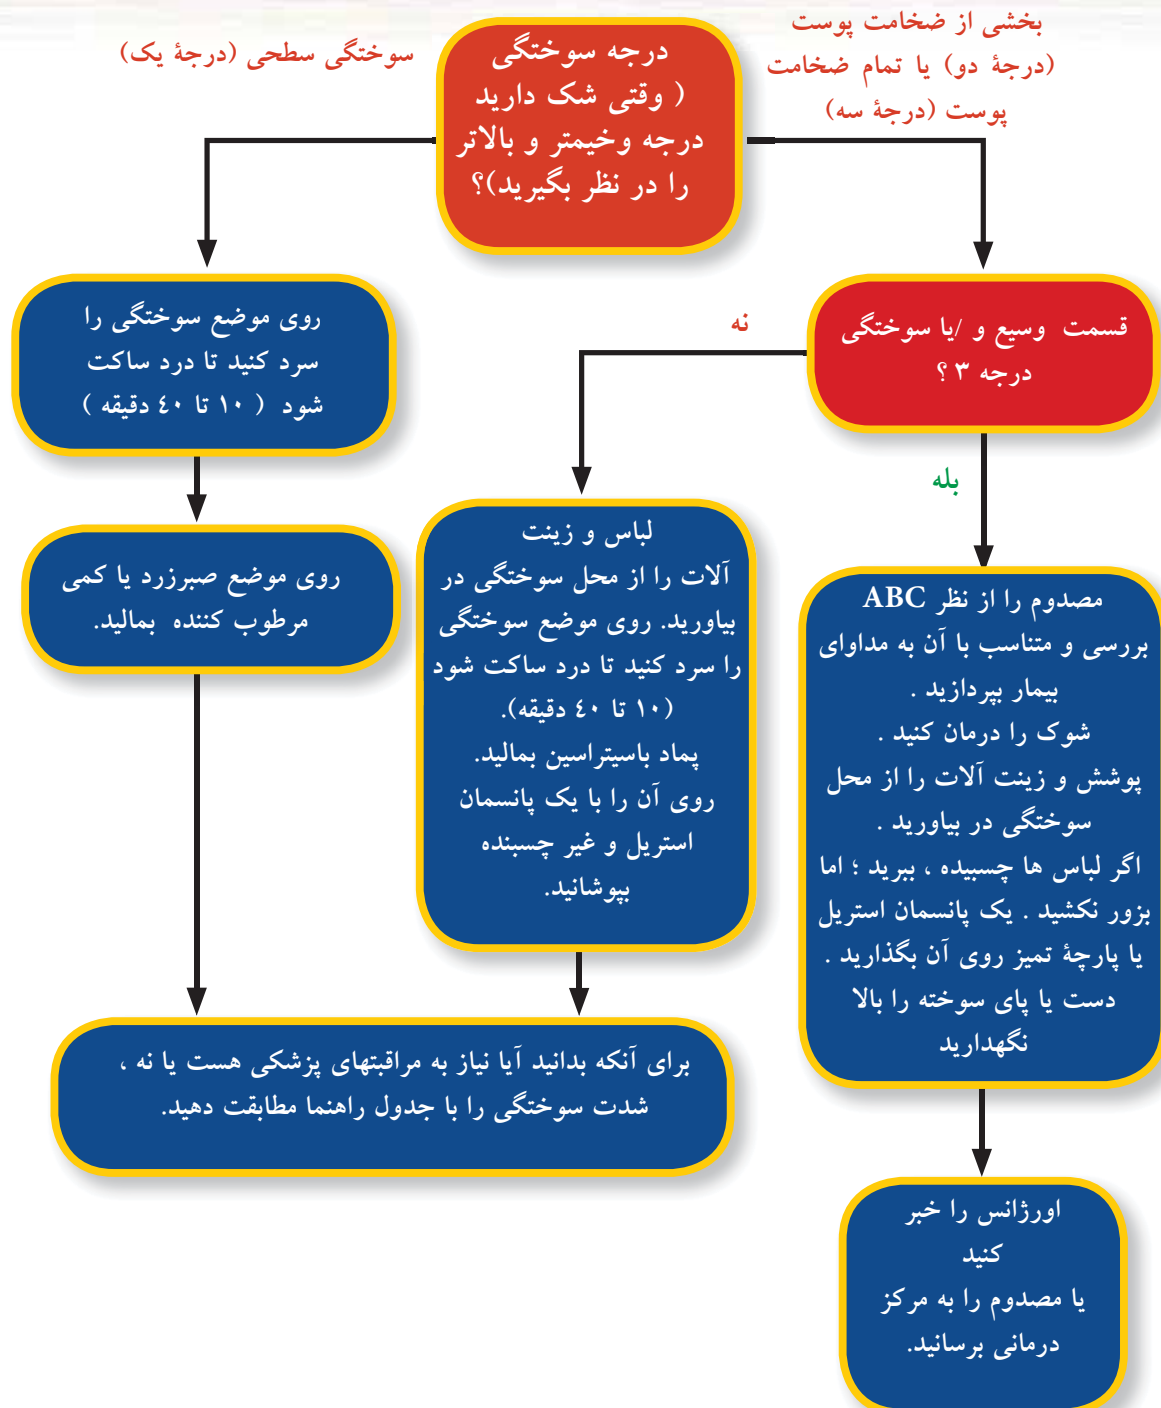 درجه سوختگی
( وقتی شک دارید
درجه وخیمتر و بالاتر
را در نظر بگیرید)؟
بخشی از ضخامت پوست
(درجهٔ دو) یا تمام ضخامت
پوست (درجهٔ سه)
سوختگی سطحی (درجهٔ یک)
قسمت وسیع و /یا سوختگی
درجه ۳ ؟
نه
بله
روی موضع سوختگی را
سرد کنید تا درد ساکت
شود ( ۱۰ تا ٤٠ دقیقه )
روی موضع صبرزرد یا کمی
مرطوب کننده بمالید.
لباس و زینت
آلات را از محل سوختگی در
بیاورید. روی موضع سوختگی
را سرد کنید تا درد ساکت شود
(۱۰ تا ٤٠ دقیقه).
پماد باسیتراسین بمالید.
روی آن را با یک پانسمان
استریل و غیر چسبنده
بپوشانید.
مصدوم را از نظر ABC
بررسی و متناسب با آن به مداوای
بیمار بپردازید .
شوک را درمان کنید .
پوشش و زینت آلات را از محل
سوختگی در بیاورید .
اگر لباس ها چسبیده ، ببرید ؛ اما
بزور نکشید . یک پانسمان استریل
یا پارچهٔ تمیز روی آن بگذارید .
دست یا پای سوخته را بالا
نگهدارید
برای آنکه بدانید آیا نیاز به مراقبتهای پزشکی هست یا نه ،
شدت سوختگی را با جدول راهنما مطابقت دهید.
اورژانس را خبر
کنید
یا مصدوم را به مرکز
درمانی برسانید.